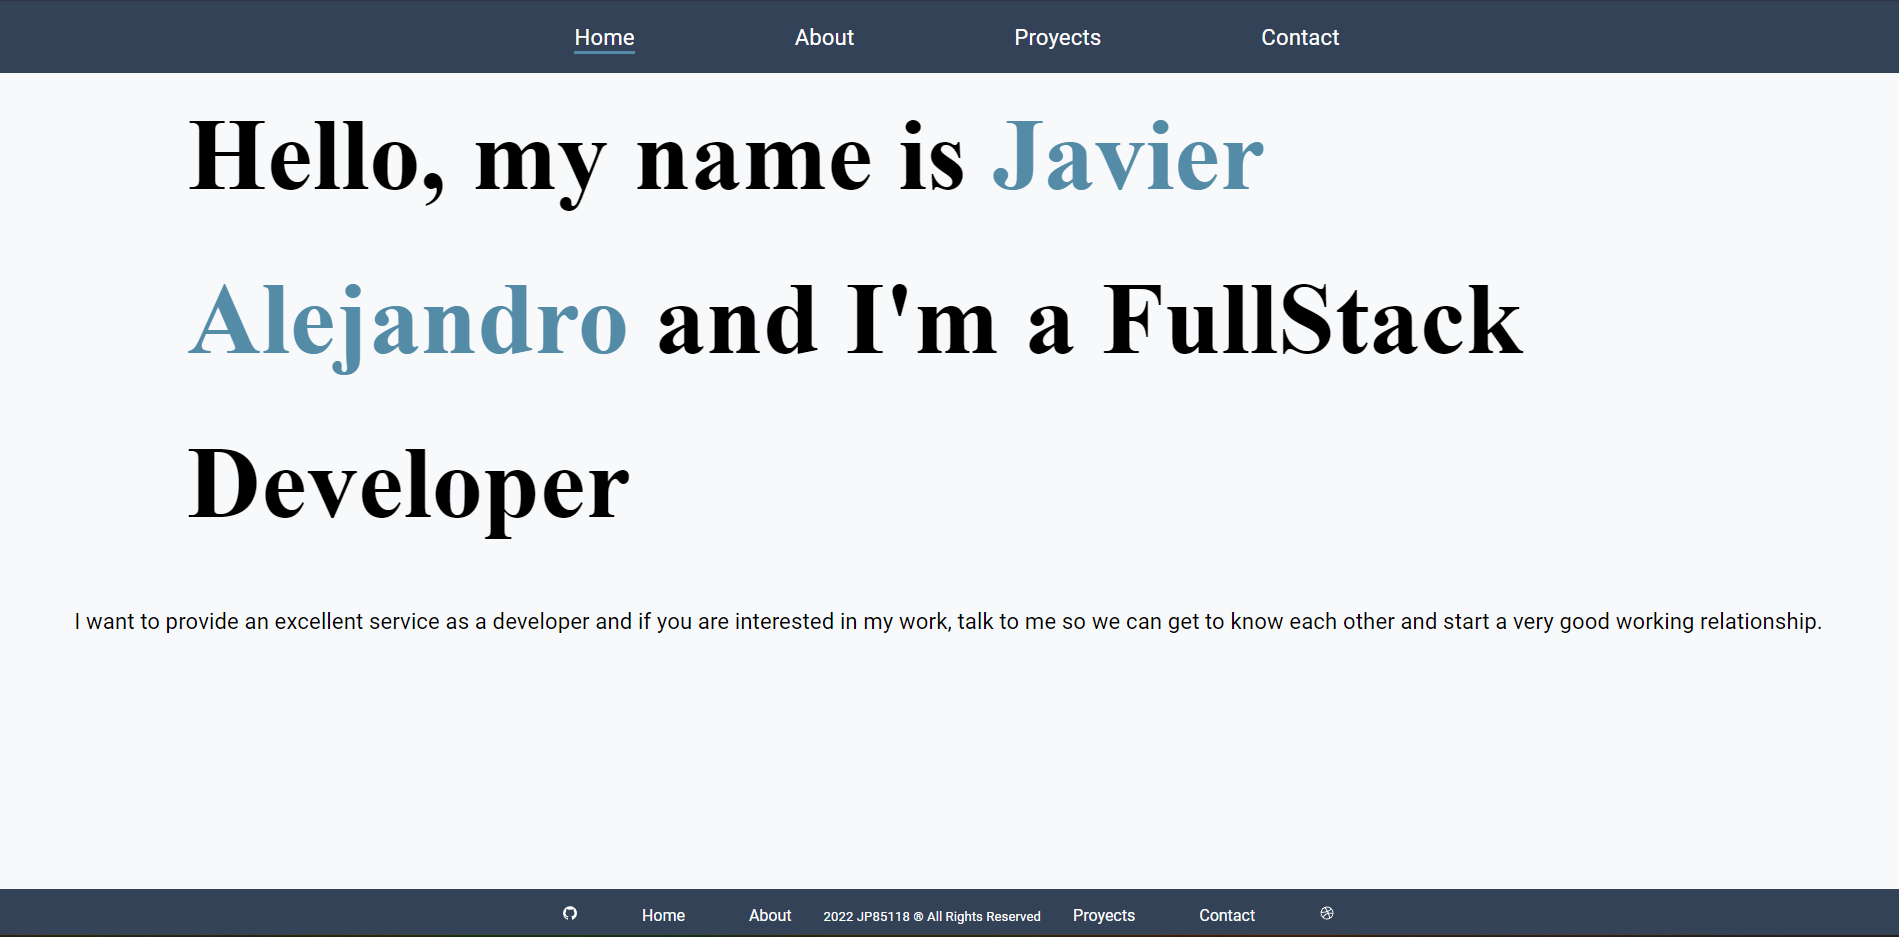 Home About Proyects Contact
Hello, my name is Javier
Alejandro and I'm a FullStack
Developer
I want to provide an excellent service as a developer and if you are interested in my work, talk to me so we can get to know each other and start a very good working relationship.
Home About 2022 JP85118 ® All Rights Reserved Proyects Contact